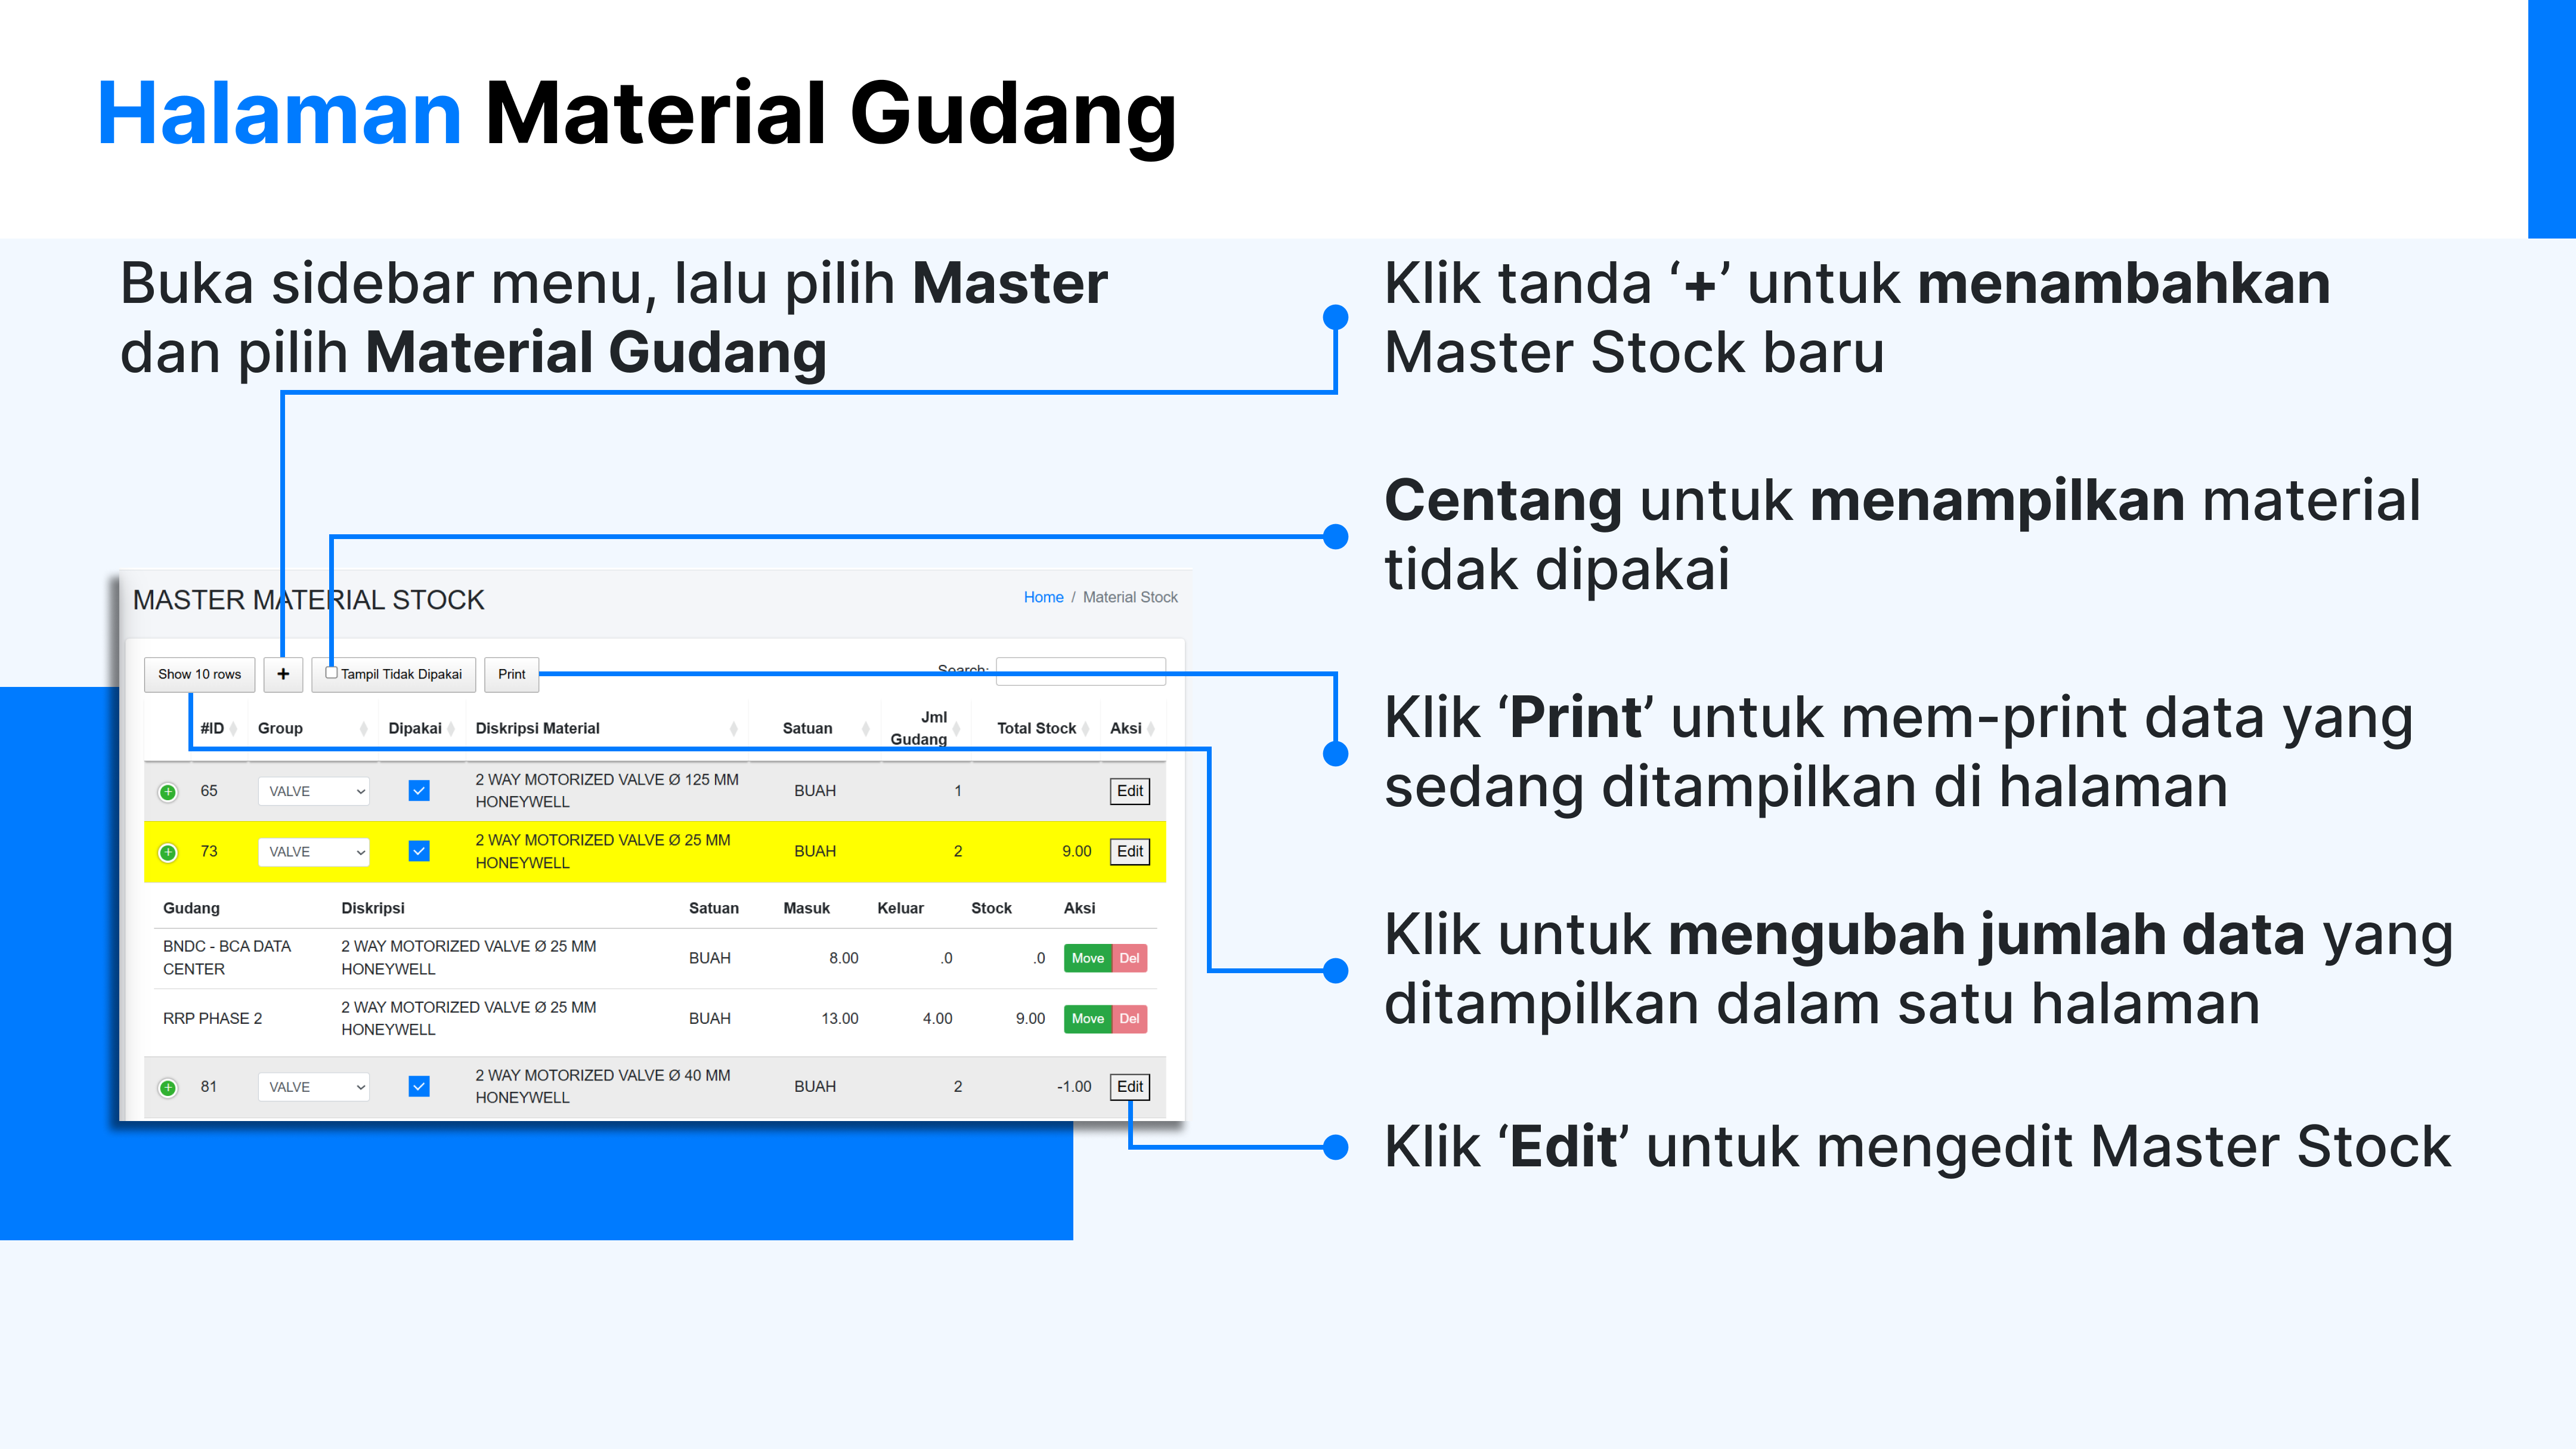 Halaman Material Gudang
Buka sidebar menu, lalu pilih Master
dan pilih Material Gudang
Klik tanda ‘+’ untuk menambahkan
Master Stock baru
Centang untuk menampilkan material
tidak dipakai
Klik ‘Print’ untuk mem-print data yang
sedang ditampilkan di halaman
Klik untuk mengubah jumlah data yang
ditampilkan dalam satu halaman
Klik ‘Edit’ untuk mengedit Master Stock
MASTER MATERIAL STOCK
Home / Material Stock
Show 10 rows + Tampil Tidak Dipakai Print Search:
#ID Group Dipakai Diskripsi Material Satuan Jml Total Stock Aksi
Gudang
65 VALVE 2 WAY MOTORIZED VALVE Ø 125 MM BUAH 1 Edit
HONEYWELL
73 VALVE 2 WAY MOTORIZED VALVE Ø 25 MM BUAH 2 9.00 Edit
HONEYWELL
Gudang Diskripsi Satuan Masuk Keluar Stock Aksi
BNDC - BCA DATA 2 WAY MOTORIZED VALVE Ø 25 MM BUAH 8.00 .0 .0 Move Del
CENTER HONEYWELL
RRP PHASE 2 2 WAY MOTORIZED VALVE Ø 25 MM BUAH 13.00 4.00 9.00 Move Del
HONEYWELL
81 VALVE 2 WAY MOTORIZED VALVE Ø 40 MM BUAH 2 -1.00 Edit
HONEYWELL